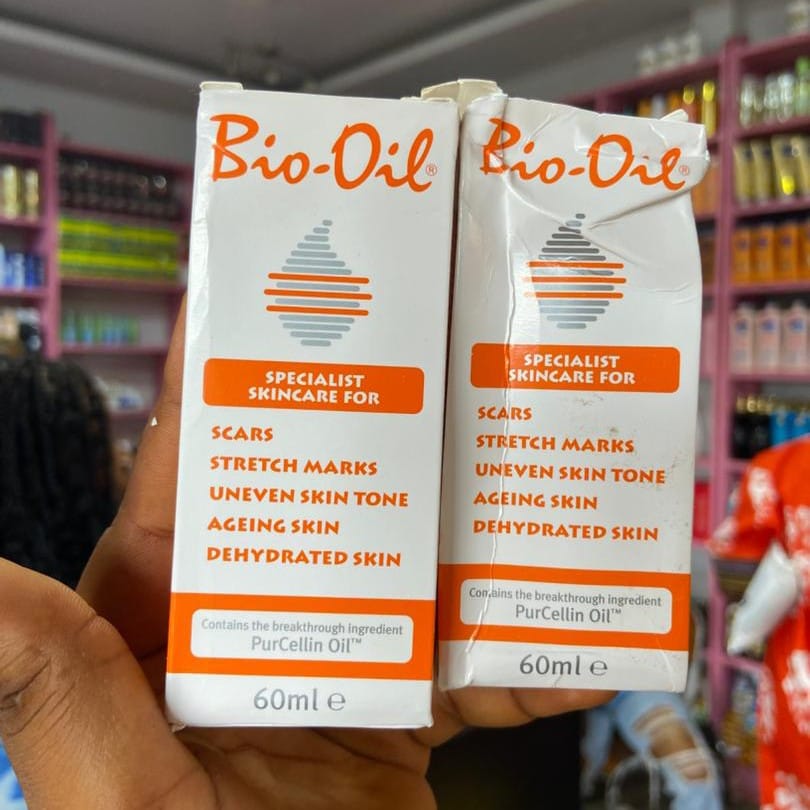 Bio-Oil®
SPECIALIST
SKINCARE FOR
SCARS
STRETCH MARKS
UNEVEN SKIN TONE
AGEING SKIN
DEHYDRATED SKIN
Contains the breakthrough ingredient
PurCellin Oil™
60ml e
Bio-Oil®
SPECIALIST
SKINCARE FOR
SCARS
STRETCH MARKS
UNEVEN SKIN TONE
AGEING SKIN
DEHYDRATED SKIN
Contains the breakthrough ingredient
PurCellin Oil™
60ml e